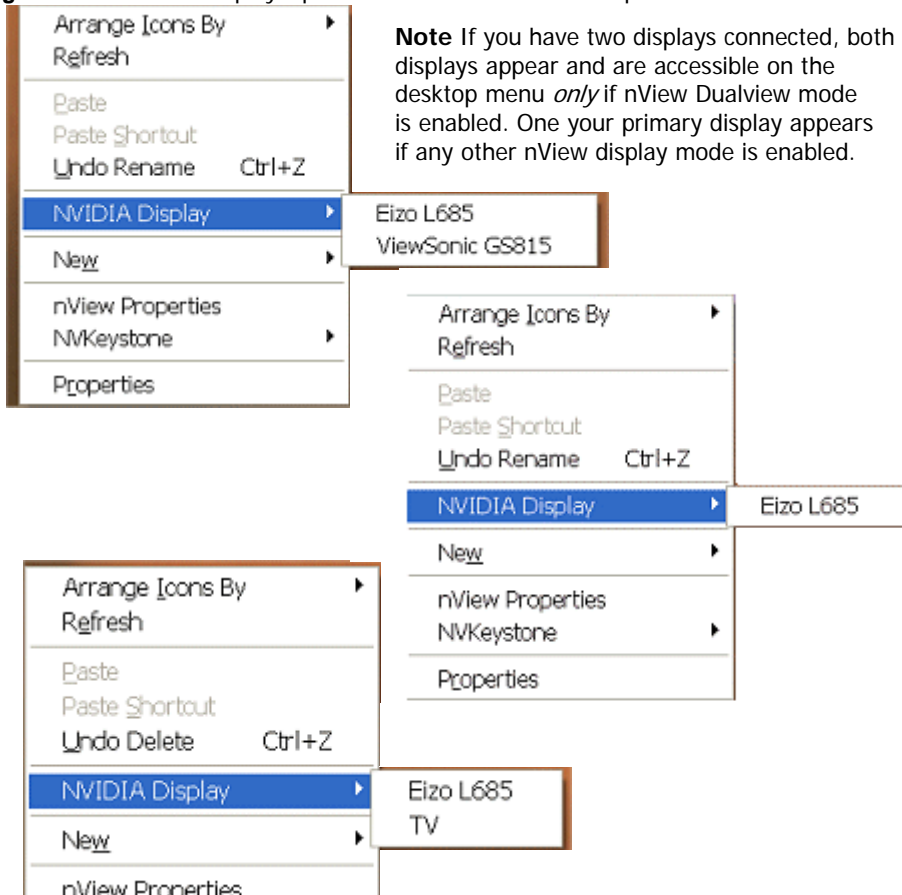 Arrange Icons By
Refresh
Paste
Paste Shortcut
Undo Rename Ctrl+Z
NVIDIA Display
Eizo L685
ViewSonic GS815
New
nView Properties
NVKeystone
Properties
Note If you have two displays connected, both
displays appear and are accessible on the
desktop menu only if nView Dualview mode
is enabled. One your primary display appears
if any other nView display mode is enabled.
Arrange Icons By
Refresh
Paste
Paste Shortcut
Undo Rename Ctrl+Z
NVIDIA Display
Eizo L685
New
nView Properties
NVKeystone
Properties
Arrange Icons By
Refresh
Paste
Paste Shortcut
Undo Delete Ctrl+Z
NVIDIA Display
Eizo L685
TV
New
nView Properties